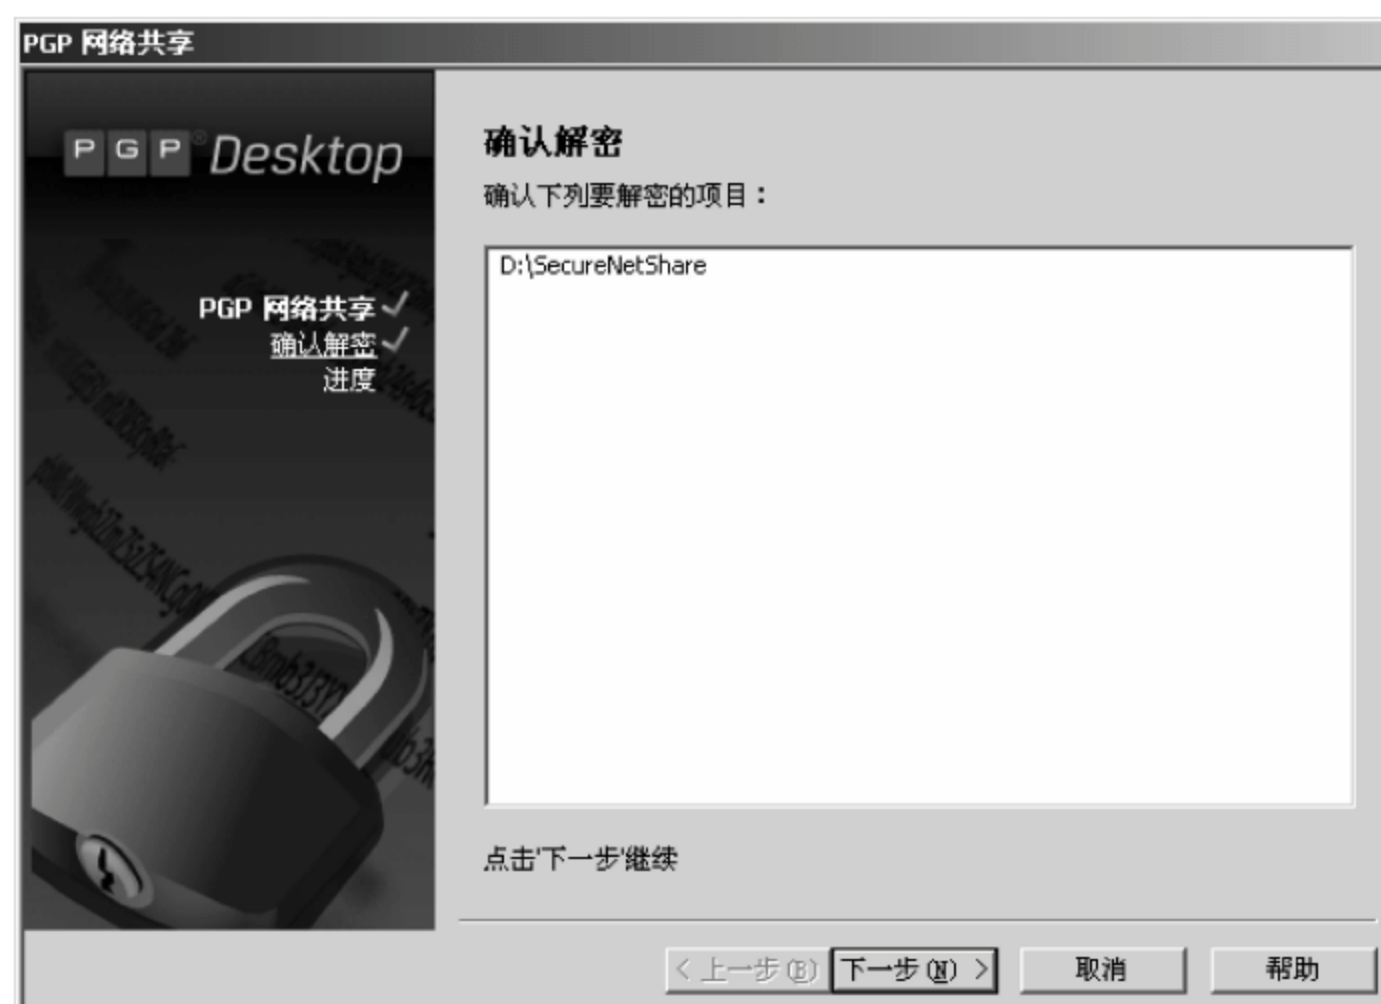 PGP 网络共享
PGP® Desktop
PGP 网络共享
确认解密
进度
确认解密
确认下列要解密的项目：
D:\SecureNetShare
点击'下一步'继续
< 上一步(B) 下一步(N) > 取消 帮助